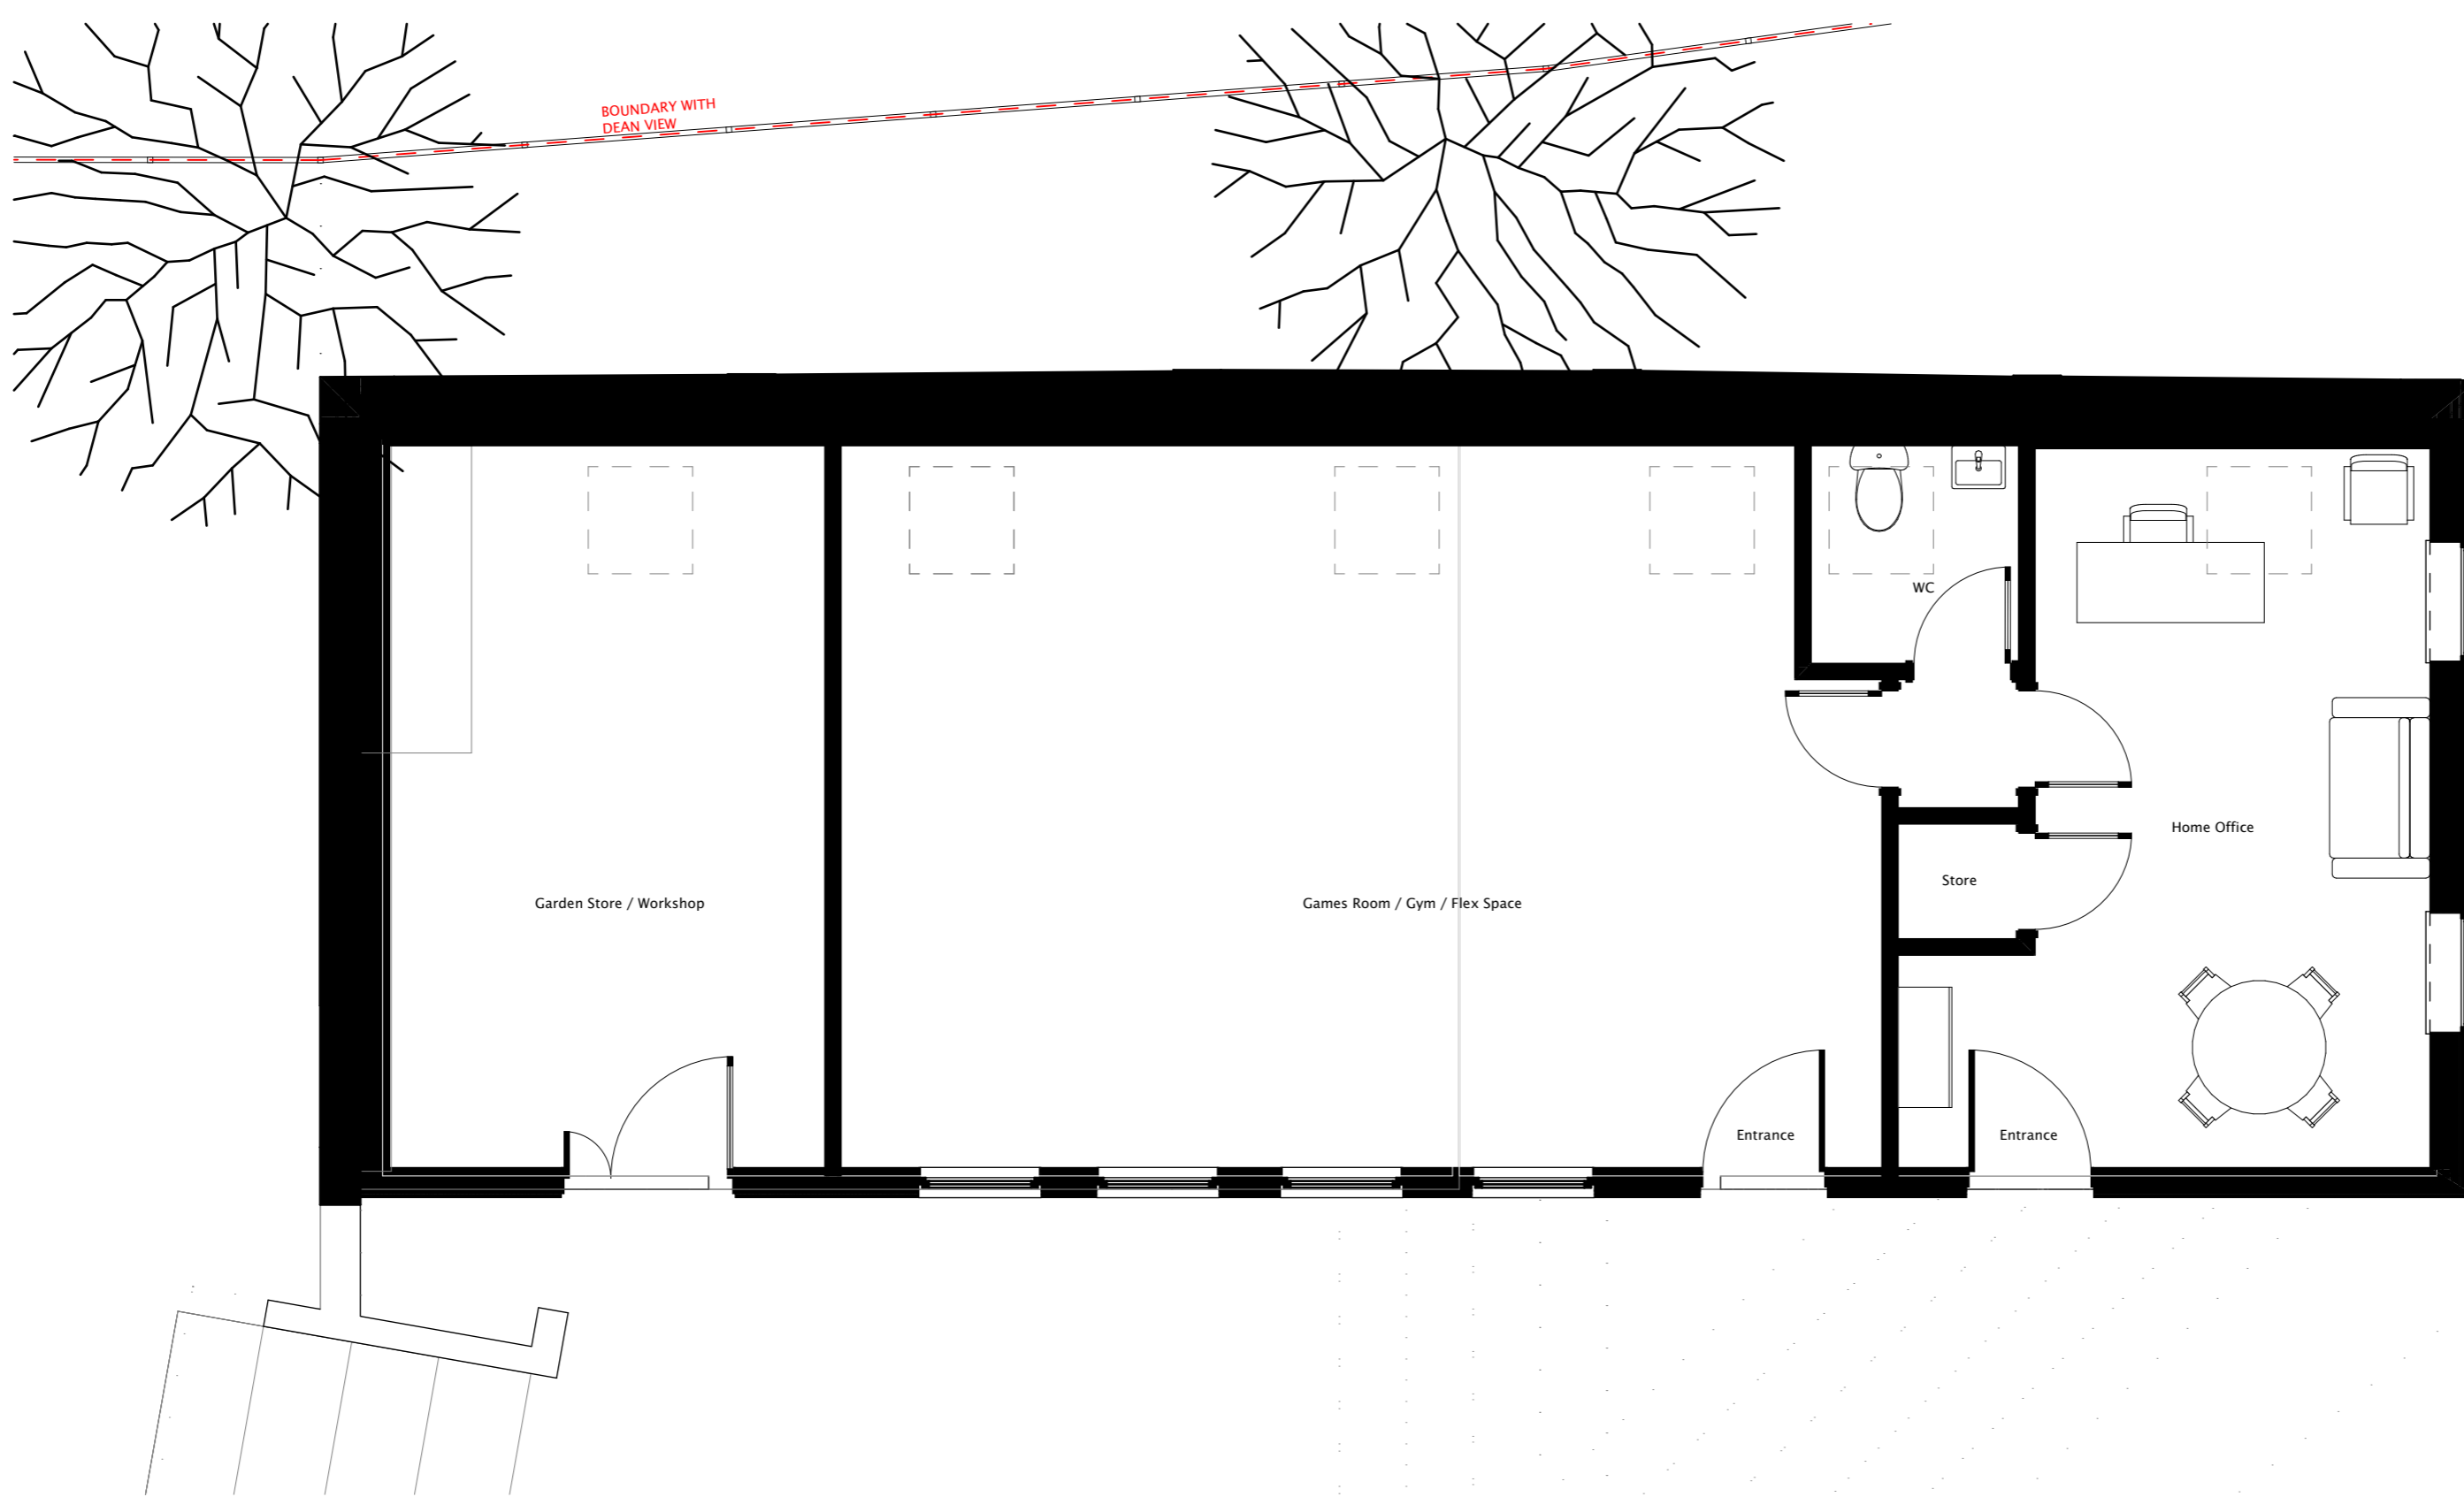 BOUNDARY WITH
DEAN VIEW
WC
Home Office
Store
Garden Store / Workshop
Games Room / Gym / Flex Space
Entrance
Entrance